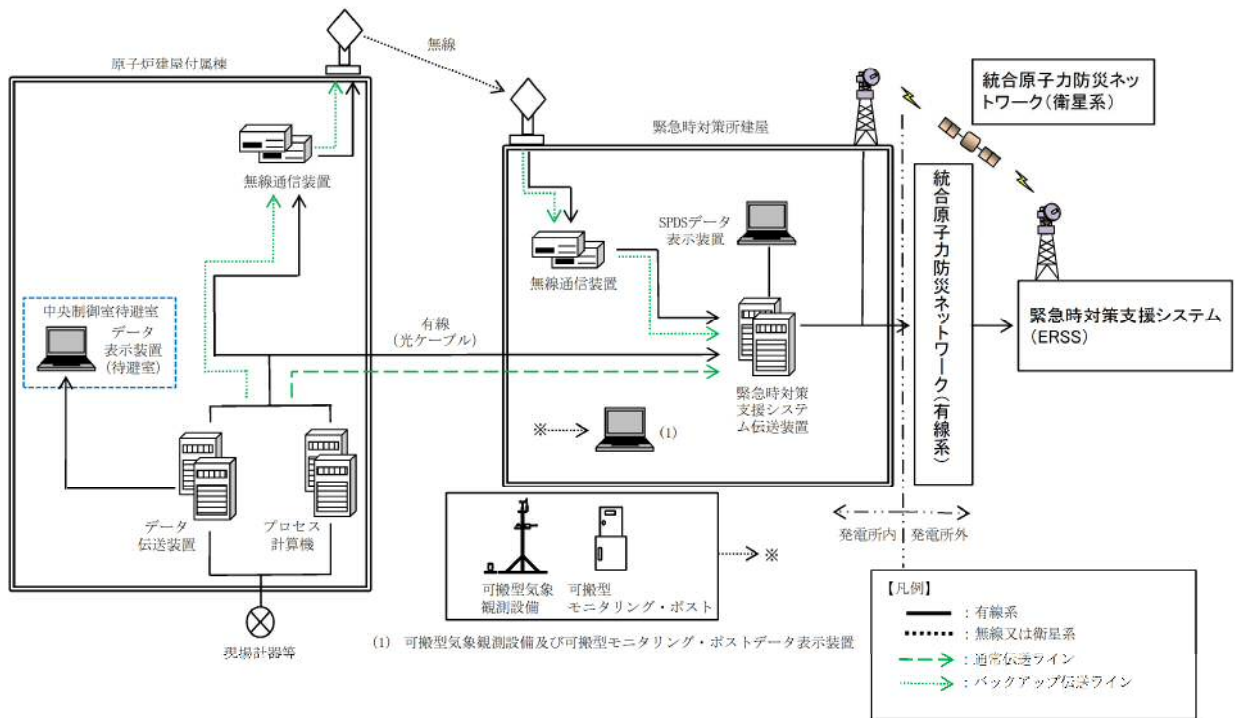 原子炉建屋付属棟
無線
無線通信装置
中央制御室待避室
データ
表示装置
(待避室)
有線
(光ケーブル)
データ
伝送装置
プロセス
計算機
現場計器等
緊急時対策所建屋
無線通信装置
SPDSデータ
表示装置
緊急時対策
支援システ
ム伝送装置
※
(1)
可搬型気象
観測設備
可搬型
モニタリング・ポスト
※
(1) 可搬型気象観測設備及び可搬型モニタリング・ポストデータ表示装置
統合原子力防災ネッ
トワーク(衛星系)
統合原子力防災ネットワーク(有線系)
緊急時対策支援システム
(ERSS)
発電所内
発電所外
【凡例】
：有線系
：無線又は衛星系
：通常伝送ライン
：バックアップ伝送ライン